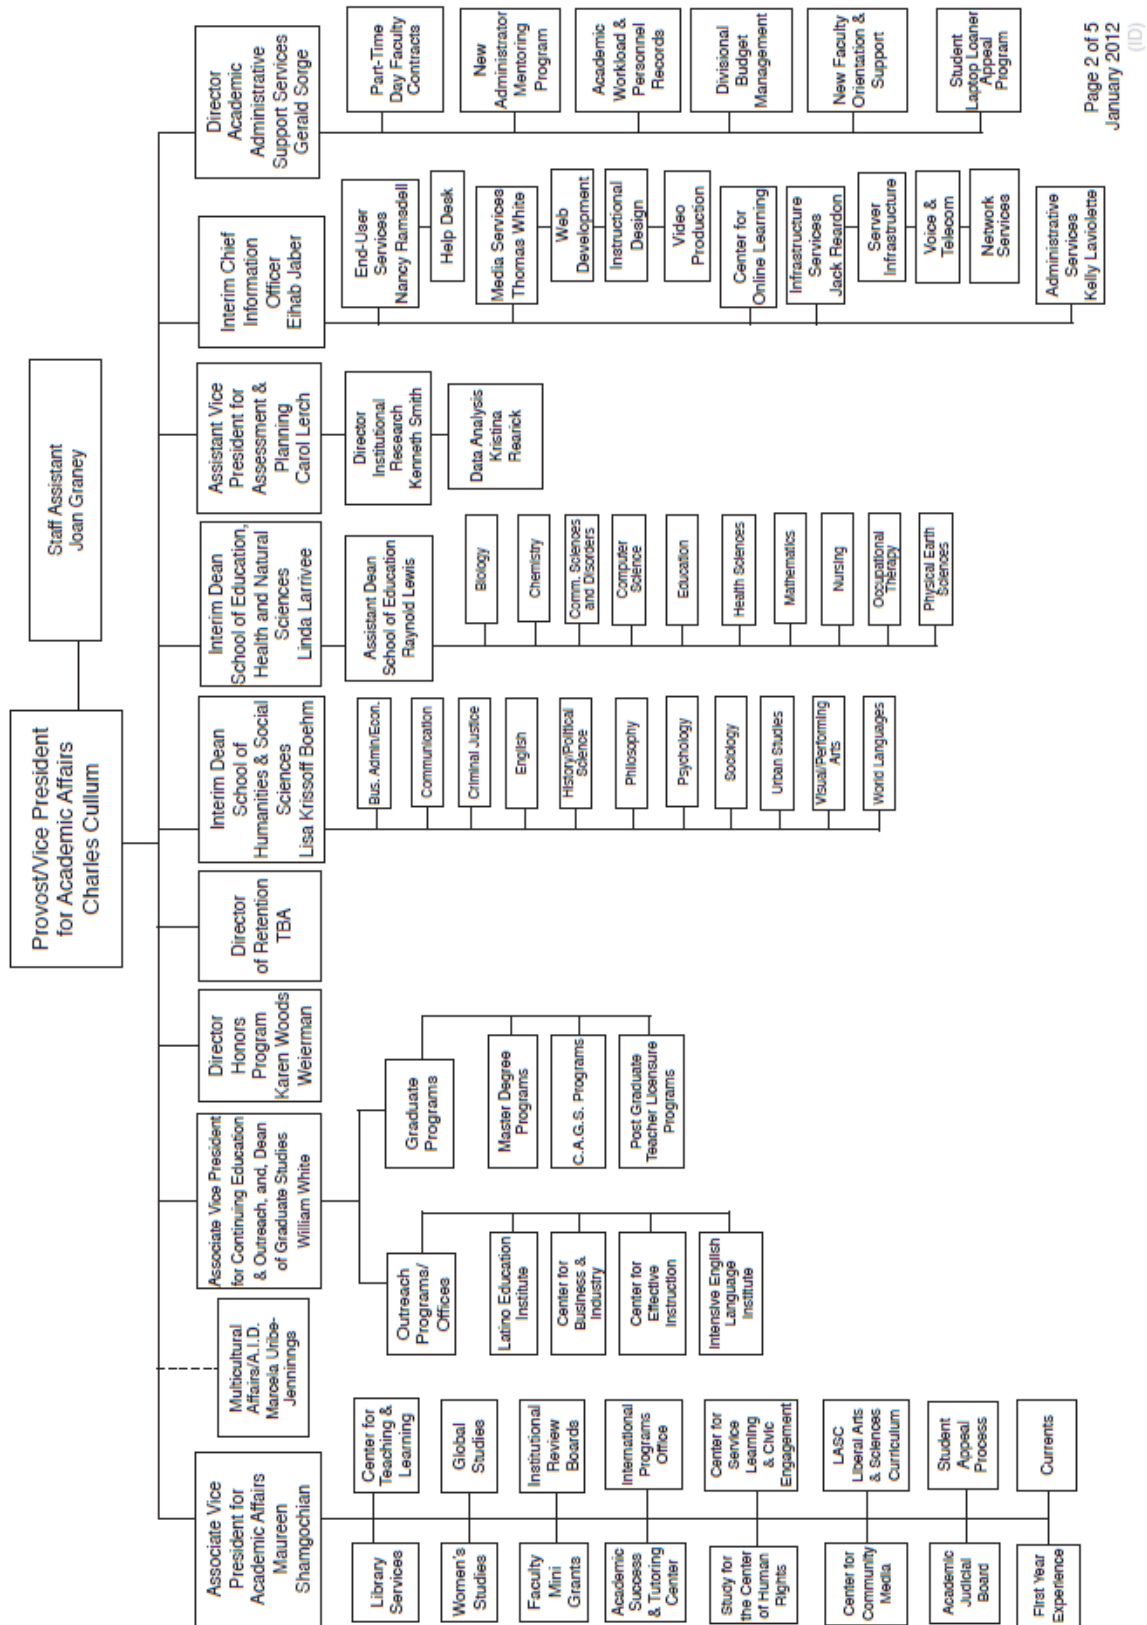 Provost/Vice President
for Academic Affairs
Charles Cullum
Staff Assistant
Joan Graney
Associate Vice
President for
Academic Affairs
Maureen
Shamgochian
Library
Services
Center for
Teaching &
Learning
Women's
Studies
Global
Studies
Faculty
Mini
Grants
Institutional
Review
Boards
Academic
Success
& Tutoring
Center
International
Programs
Office
Study for
the Center
of Human
Rights
Center for
Service
Learning
& Civic
Engagement
Center for
Community
Media
LASC
Liberal Arts
& Sciences
Curriculum
Academic
Judicial
Board
Student
Appeal
Process
First Year
Experience
Currents
Multicultural
Affairs/A.I.D.
Marcela Uribe-
Jenninngs
Associate Vice President
for Continuing Education
& Outreach, and, Dean
of Graduate Studies
William White
Outreach
Programs/
Offices
Latino Education
Institute
Center for
Business &
Industry
Center for
Effective
Instruction
Intensive English
Language
Institute
Graduate
Programs
Master Degree
Programs
C.A.G.S. Programs
Post Graduate
Teacher Licensure
Programs
Director
Honors
Program
Karen Woods
Weierman
Director
of Retention
TBA
Interim Dean
School of
Humanities & Social
Sciences
Lisa Krissoff Boehm
Bus. Admin/Econ.
Communication
Criminal Justice
English
History/Political
Science
Philosophy
Psychology
Sociology
Urban Studies
Visual/Performing
Arts
World Languages
Interim Dean
School of Education,
Health and Natural
Sciences
Linda Larrivee
Assistant Dean
School of Education
Raynold Lewis
Biology
Chemistry
Comm. Sciences
and Disorders
Computer
Science
Education
Health Sciences
Mathematics
Nursing
Occupational
Therapy
Physical Earth
Sciences
Assistant Vice
President for
Assessment &
Planning
Carol Lerch
Director
Institutional
Research
Kenneth Smith
Data Analysis
Kristina
Rearick
Interim Chief
Information
Officer
Eihab Jaber
End-User
Services
Nancy Ramsdell
Help Desk
Media Services
Thomas White
Web
Development
Instructional
Design
Video
Production
Center for
Online Learning
Infrastructure
Services
Jack Reardon
Server
Infrastructure
Voice &
Telecom
Network
Services
Administrative
Services
Kelly Laviolette
Director
Academic
Administrative
Support Services
Gerald Sorge
Part-Time
Day Faculty
Contracts
New
Administrator
Mentoring
Program
Academic
Workload &
Personnel
Records
Divisional
Budget
Management
New Faculty
Orientation &
Support
Student
Laptop Loaner
Appeal
Program
Page 2 of 5
January 2012
(ID)